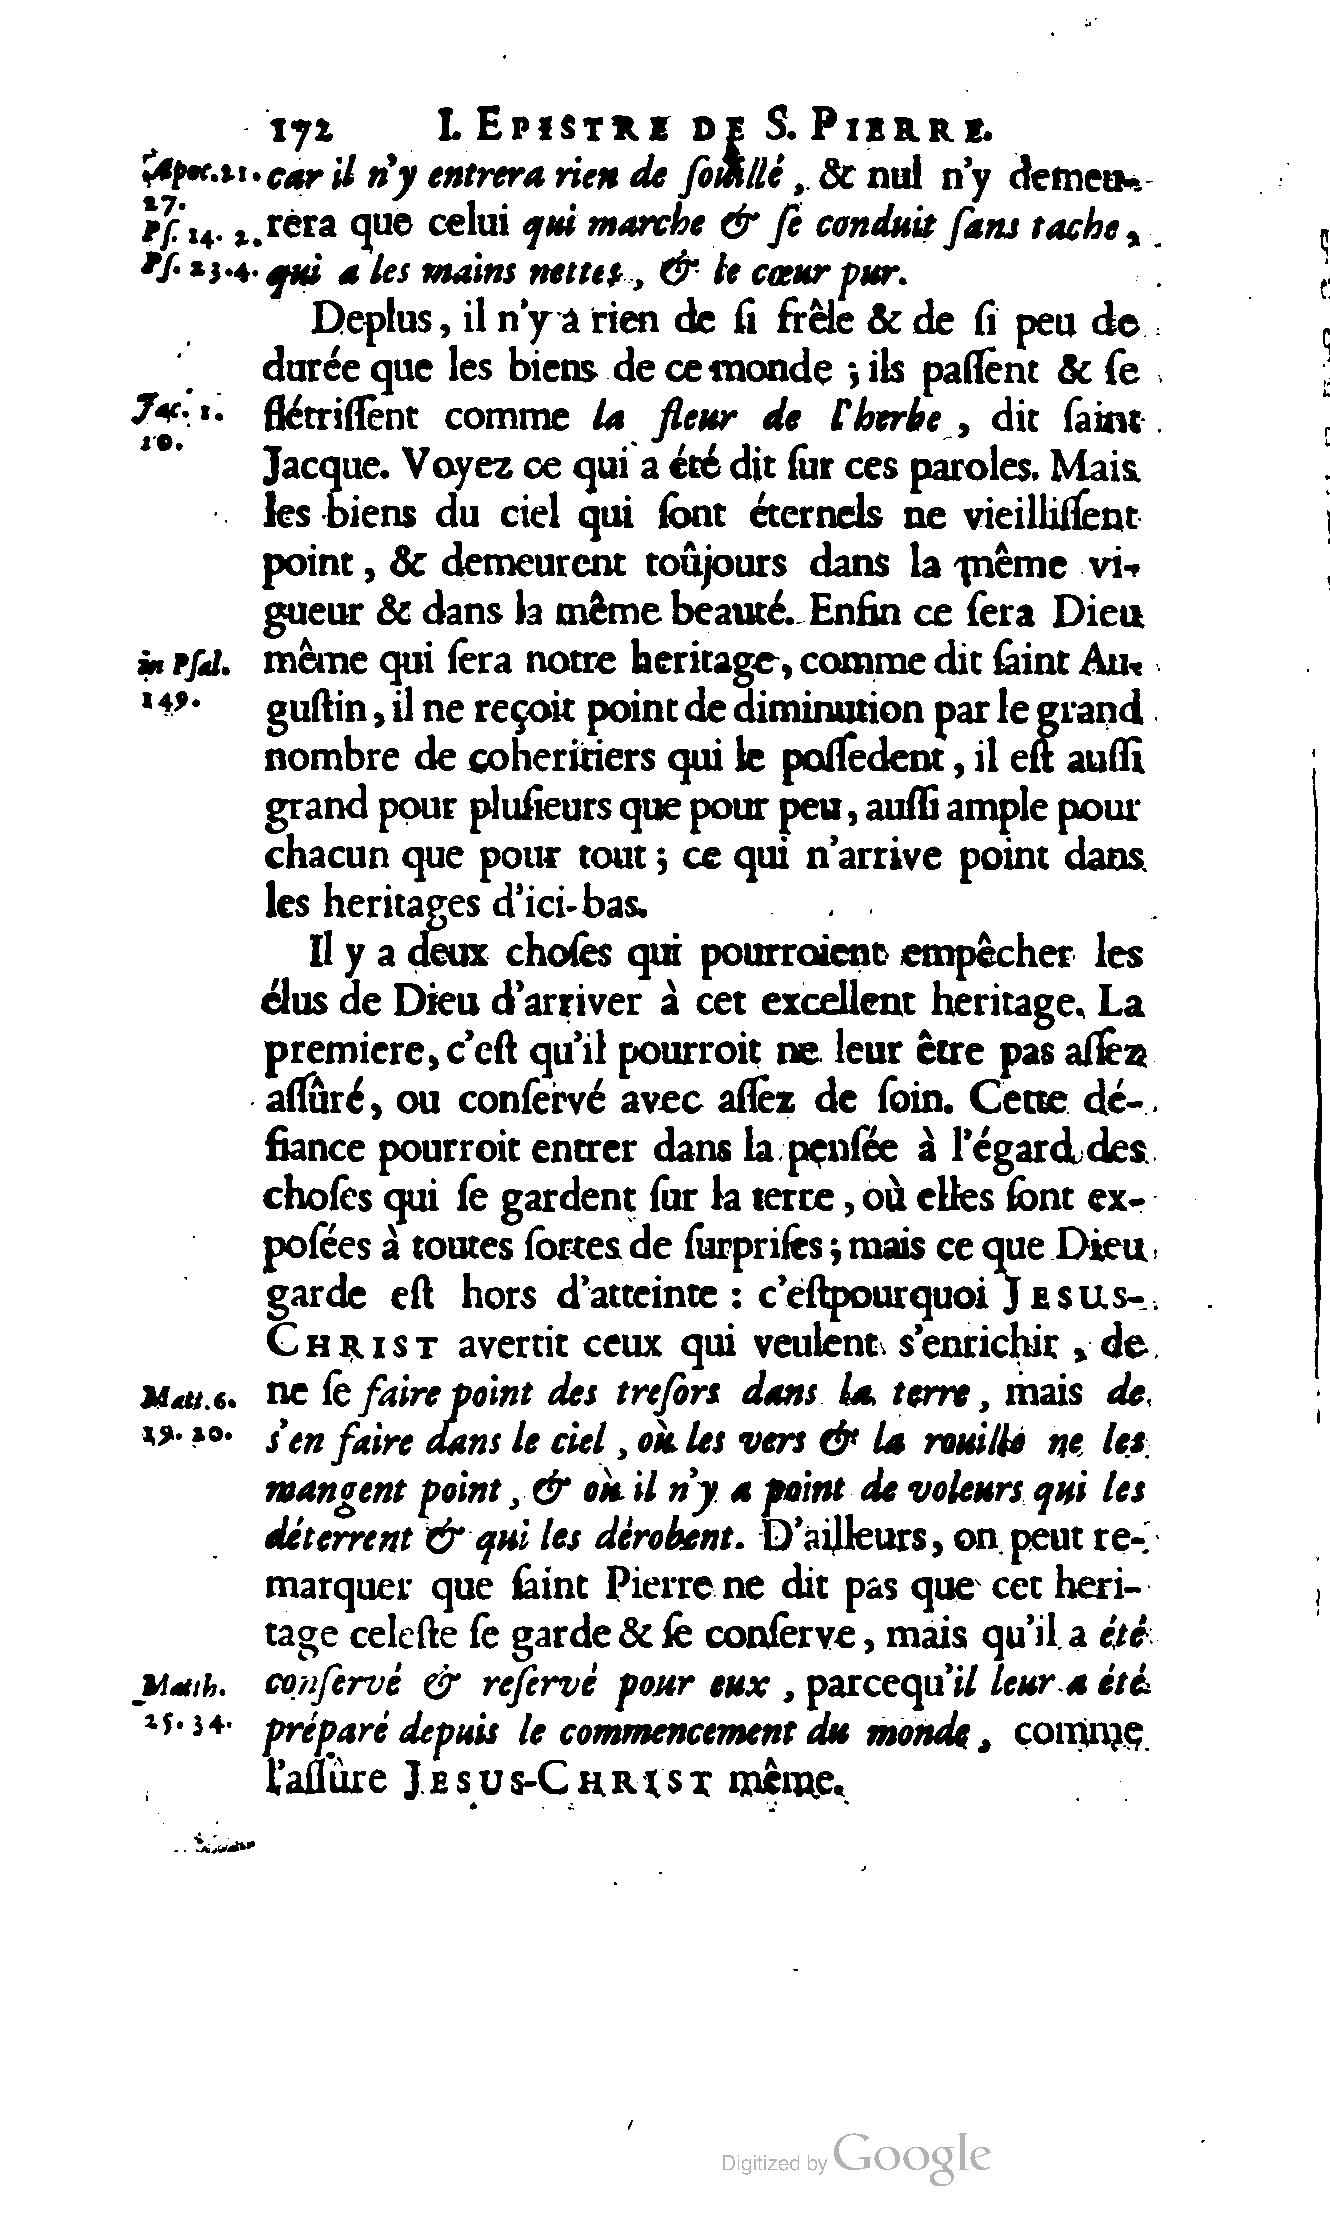 172 I. EPISTRE DE S. PIERRE.
Apoc. 21. car il n'y entrera rien de ſouillé, & nul n'y demeu-
27.
Pſ. 14. 2. rera que celui qui marche & ſe conduit ſans tache,
Pſ. 23. 4. qui a les mains nettes, & le cœur pur.
Deplus, il n'y a rien de ſi frêle & de ſi peu de
durée que les biens de ce monde ; ils paſſent & ſe
Jac. 1. flétriſſent comme la fleur de l'herbe, dit ſaint
10.
Jacque. Voyez ce qui a été dit ſur ces paroles. Mais
les biens du ciel qui ſont éternels ne vieilliſſent
point, & demeurent toûjours dans la même vi-
gueur & dans la même beauté. Enfin ce ſera Dieu
in Pſal. même qui ſera notre heritage, comme dit ſaint Au-
149. guſtin, il ne reçoit point de diminution par le grand
nombre de coheritiers qui le poſſedent, il eſt auſſi
grand pour pluſieurs que pour peu, auſſi ample pour
chacun que pour tout ; ce qui n'arrive point dans
les heritages d'ici-bas.
Il y a deux choſes qui pourroient empêcher les
élus de Dieu d'arriver à cet excellent heritage. La
premiere, c'eſt qu'il pourroit ne leur être pas aſſez
aſſûré, ou conſervé avec aſſez de ſoin. Cette dé-
fiance pourroit entrer dans la penſée à l'égard des
choſes qui ſe gardent ſur la terre, où elles ſont ex-
poſées à toutes ſortes de ſurpriſes ; mais ce que Dieu
garde eſt hors d'atteinte : c'eſtpourquoi JESUS-
CHRIST avertit ceux qui veulent s'enrichir, de
Matt. 6. ne ſe faire point des treſors dans la terre, mais de
19. 20. s'en faire dans le ciel, où les vers & la rouille ne les
mangent point, & où il n'y a point de voleurs qui les
déterrent & qui les dérobent. D'ailleurs, on peut re-
marquer que ſaint Pierre ne dit pas que cet heri-
tage celeſte ſe garde & ſe conſerve, mais qu'il a été
Matth. conſervé & reſervé pour eux, parcequ'il leur a été
25. 34. préparé depuis le commencement du monde, comme
l'aſſûre JESUS-CHRIST même.
Digitized by Google